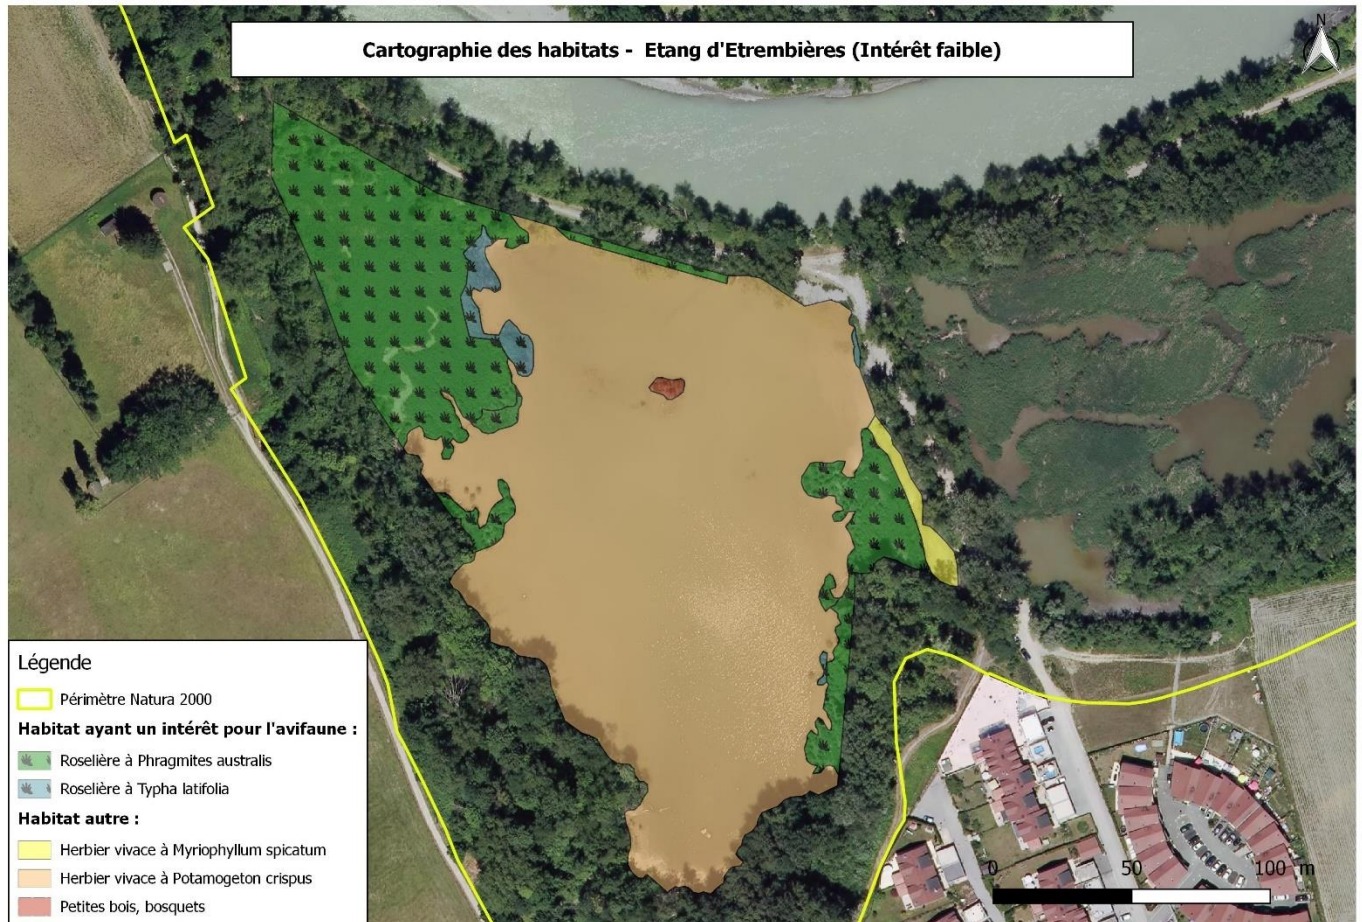 Cartographie des habitats - Etang d'Etrembières (Intérêt faible)
N
Légende
Périmètre Natura 2000
Habitat ayant un intérêt pour l'avifaune :
Roselière à Phragmites australis
Roselière à Typha latifolia
Habitat autre :
Herbier vivace à Myriophyllum spicatum
Herbier vivace à Potamogeton crispus
Petites bois, bosquets
0 50 100 m